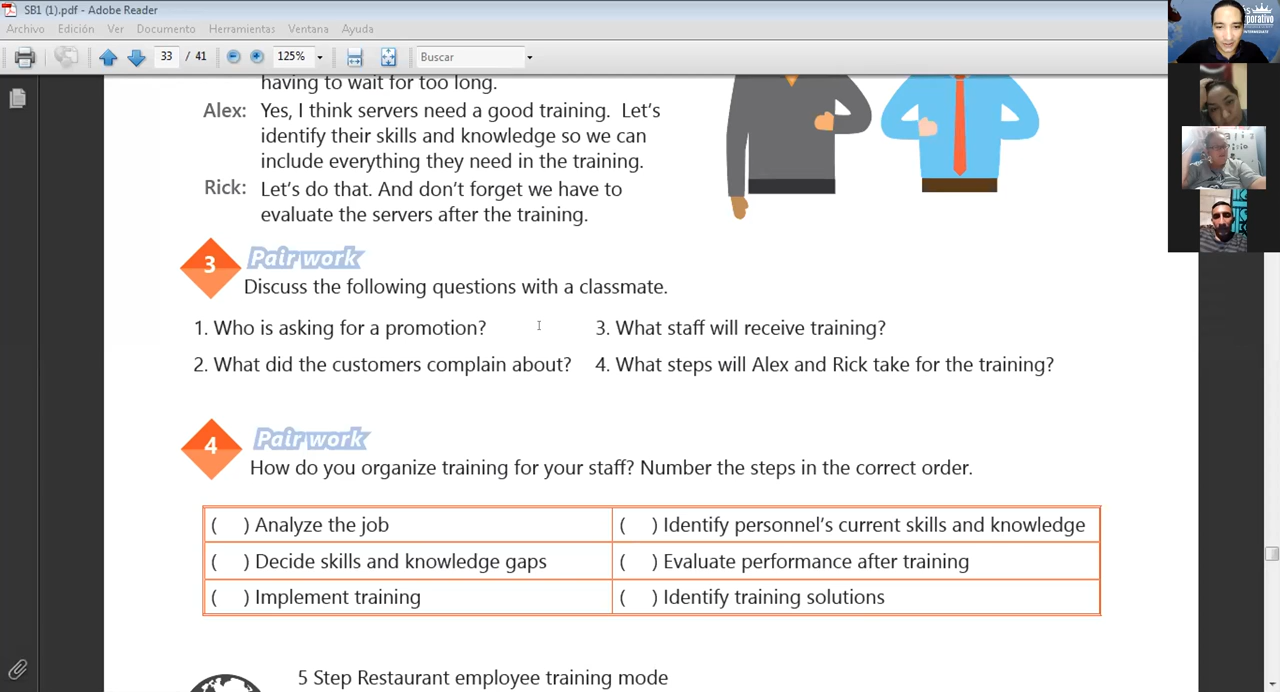 SB1 (1).pdf - Adobe Reader
Archivo Edición Ver Documento Herramientas Ventana Ayuda
33 / 41 125% Buscar
having to wait for too long.
Alex: Yes, I think servers need a good training. Let's
identify their skills and knowledge so we can
include everything they need in the training.
Rick: Let's do that. And don't forget we have to
evaluate the servers after the training.
3 Pair work
Discuss the following questions with a classmate.
1. Who is asking for a promotion?
2. What did the customers complain about?
3. What staff will receive training?
4. What steps will Alex and Rick take for the training?
4 Pair work
How do you organize training for your staff? Number the steps in the correct order.
( ) Analyze the job ( ) Identify personnel's current skills and knowledge
( ) Decide skills and knowledge gaps ( ) Evaluate performance after training
( ) Implement training ( ) Identify training solutions
5 Step Restaurant employee training mode